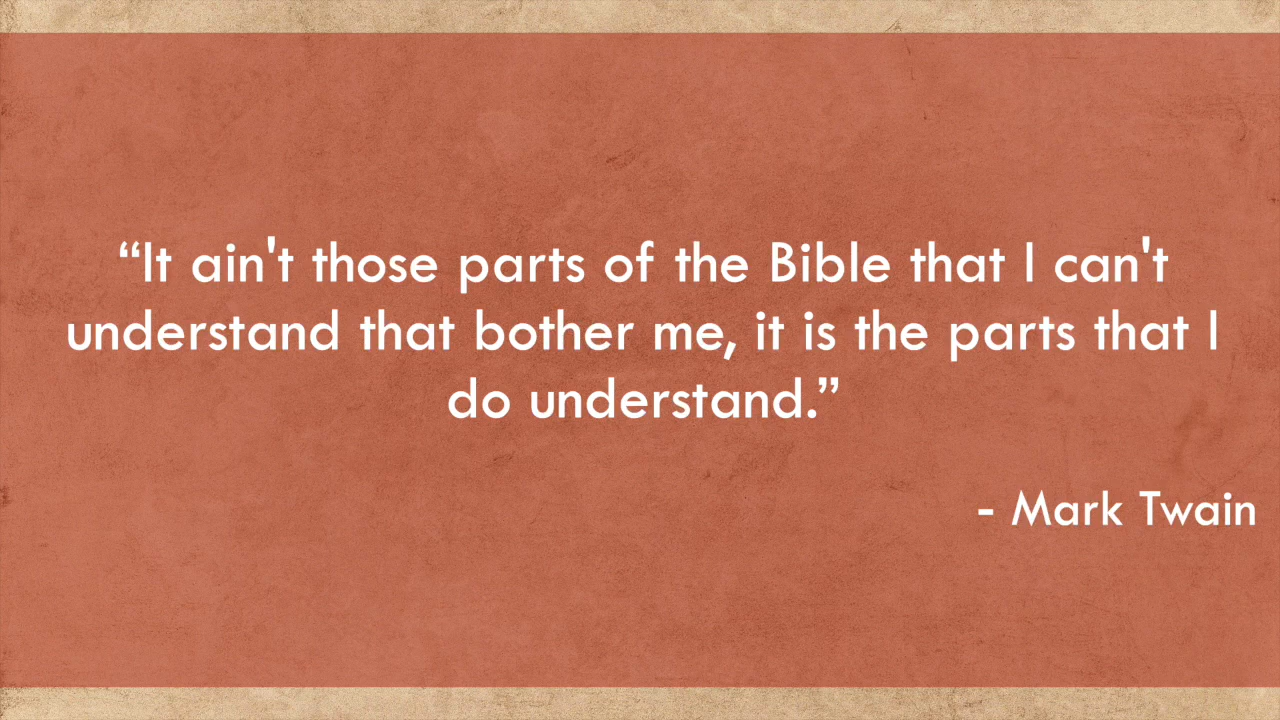 “It ain't those parts of the Bible that I can't
understand that bother me, it is the parts that I
do understand.”
- Mark Twain